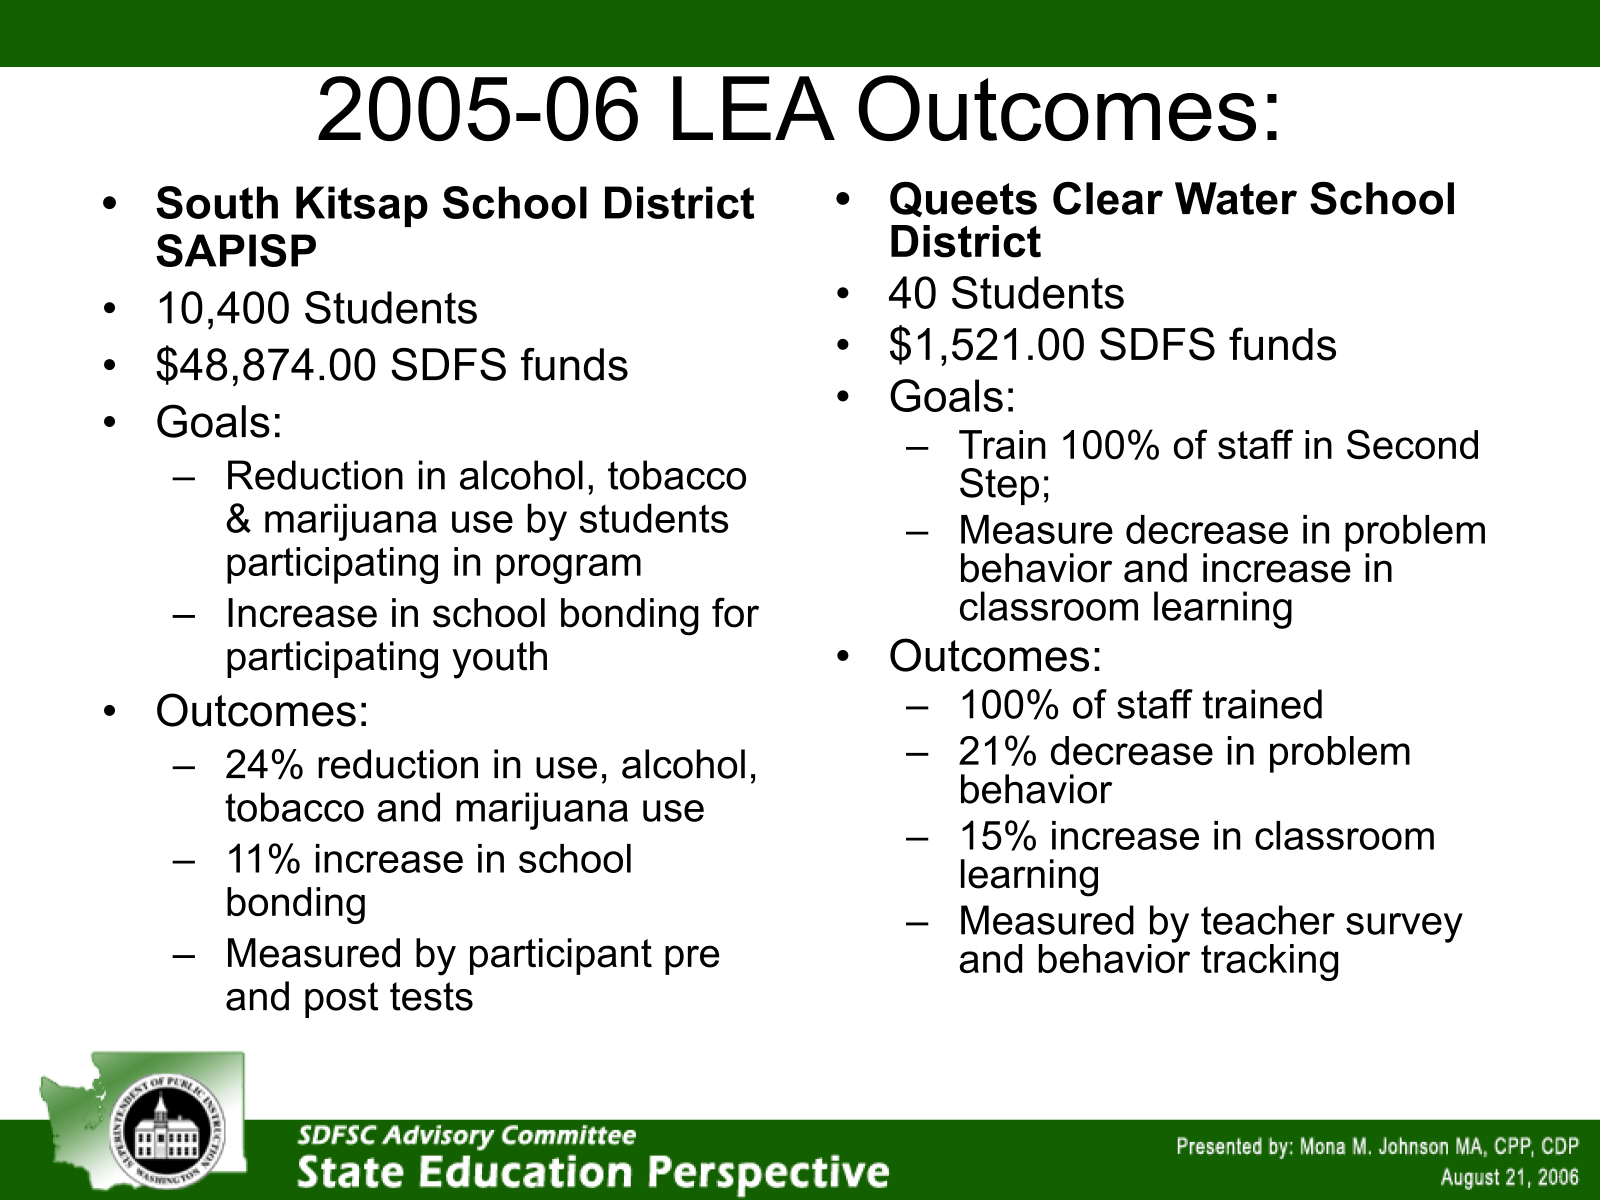 2005-06 LEA Outcomes:
• South Kitsap School District
SAPISP
• 10,400 Students
• $48,874.00 SDFS funds
• Goals:
– Reduction in alcohol, tobacco
& marijuana use by students
participating in program
– Increase in school bonding for
participating youth
• Outcomes:
– 24% reduction in use, alcohol,
tobacco and marijuana use
– 11% increase in school
bonding
– Measured by participant pre
and post tests
• Queets Clear Water School
District
• 40 Students
• $1,521.00 SDFS funds
• Goals:
– Train 100% of staff in Second
Step;
– Measure decrease in problem
behavior and increase in
classroom learning
• Outcomes:
– 100% of staff trained
– 21% decrease in problem
behavior
– 15% increase in classroom
learning
– Measured by teacher survey
and behavior tracking
SUPERINTENDENT OF PUBLIC INSTRUCTION
WASHINGTON
SDFSC Advisory Committee
State Education Perspective
Presented by: Mona M. Johnson MA, CPP, CDP
August 21, 2006